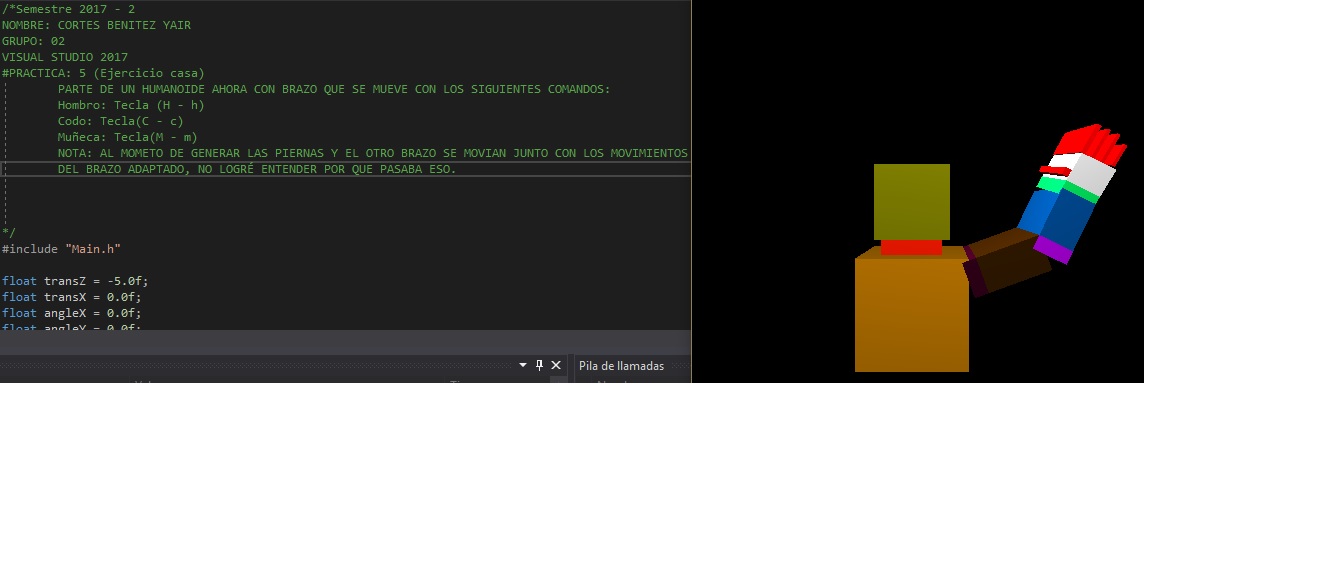 /*Semestre 2017 - 2
NOMBRE: CORTES BENITEZ YAIR
GRUPO: 02
VISUAL STUDIO 2017
#PRACTICA: 5 (Ejercicio casa)
PARTE DE UN HUMANOIDE AHORA CON BRAZO QUE SE MUEVE CON LOS SIGUIENTES COMANDOS:
Hombro: Tecla (H - h)
Codo: Tecla(C - c)
Muñeca: Tecla(M - m)
NOTA: AL MOMETO DE GENERAR LAS PIERNAS Y EL OTRO BRAZO SE MOVIAN JUNTO CON LOS MOVIMIENTOS
DEL BRAZO ADAPTADO, NO LOGRÉ ENTENDER POR QUE PASABA ESO.
*/
#include "Main.h"
float transZ = -5.0f;
float transX = 0.0f;
float angleX = 0.0f;
float angleY = 0.0f;
Pila de llamadas